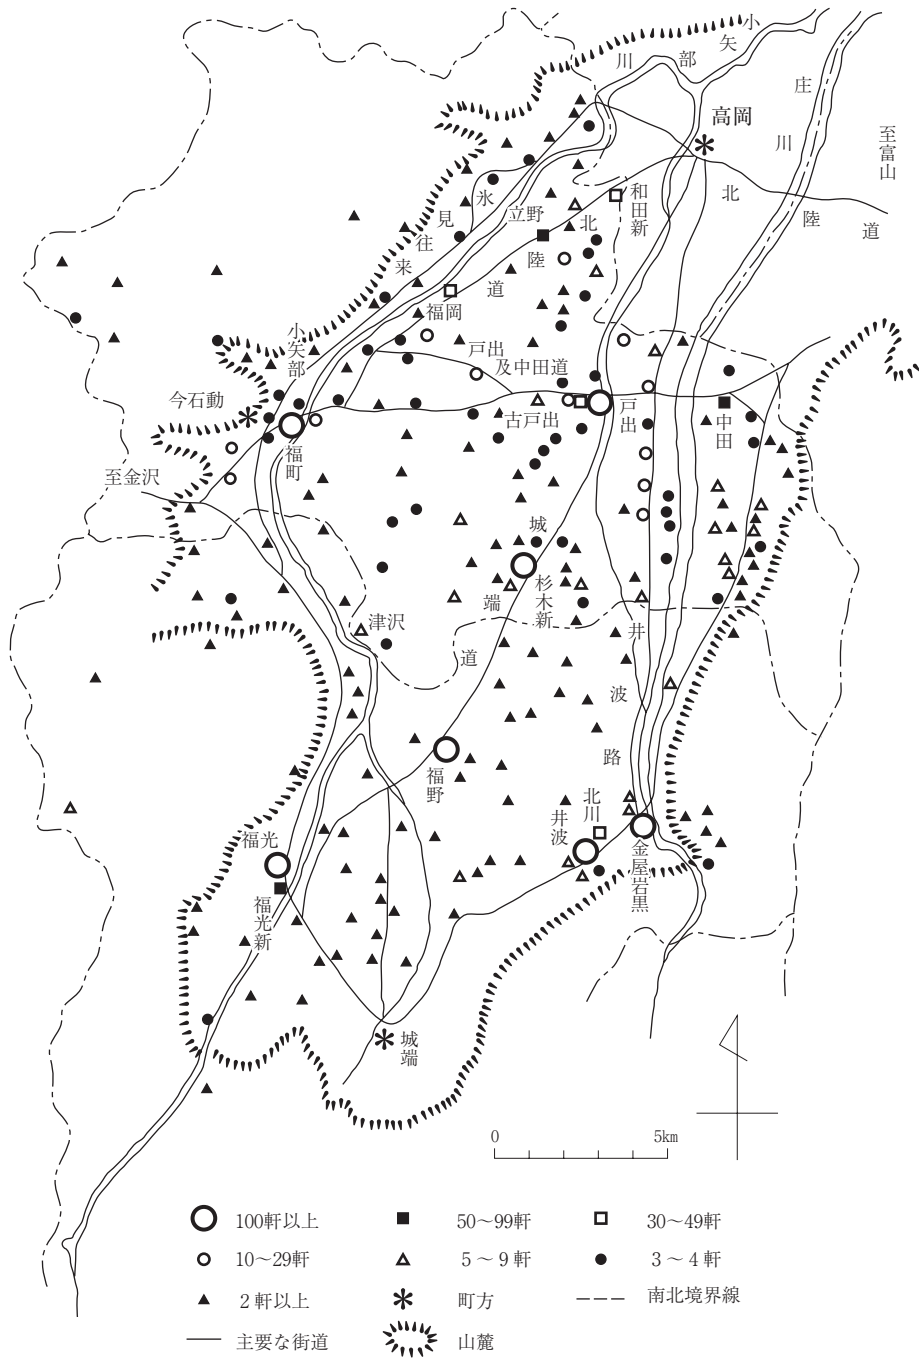 小矢部川
庄川
高岡
至富山
北陸道
和田新
氷見往来
立野
北陸道
福岡
小矢部
戸出
及中田道
今石動
古戸出
戸出
中田
福町
至金沢
城端道
杉木新
津沢
井波路
福野
北川
井波
金屋岩黒
福光
福光新
城端
0 5km
100軒以上 50〜99軒 30〜49軒
10〜29軒 5〜9軒 3〜4軒
2軒以上 町方 南北境界線
主要な街道 山麓